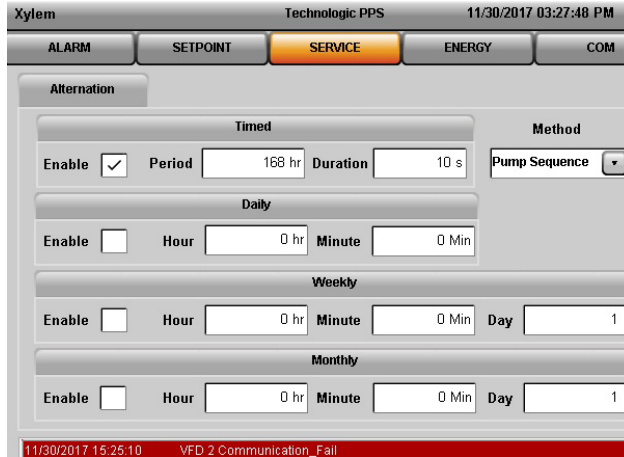 Xylem Technologic PPS 11/30/2017 03:27:48 PM
ALARM SETPOINT SERVICE ENERGY COM
Alternation
Timed Method
Enable Period 168 hr Duration 10 s Pump Sequence
Daily
Enable Hour 0 hr Minute 0 Min
Weekly
Enable Hour 0 hr Minute 0 Min Day 1
Monthly
Enable Hour 0 hr Minute 0 Min Day 1
11/30/2017 15:25:10 VFD 2 Communication_Fail